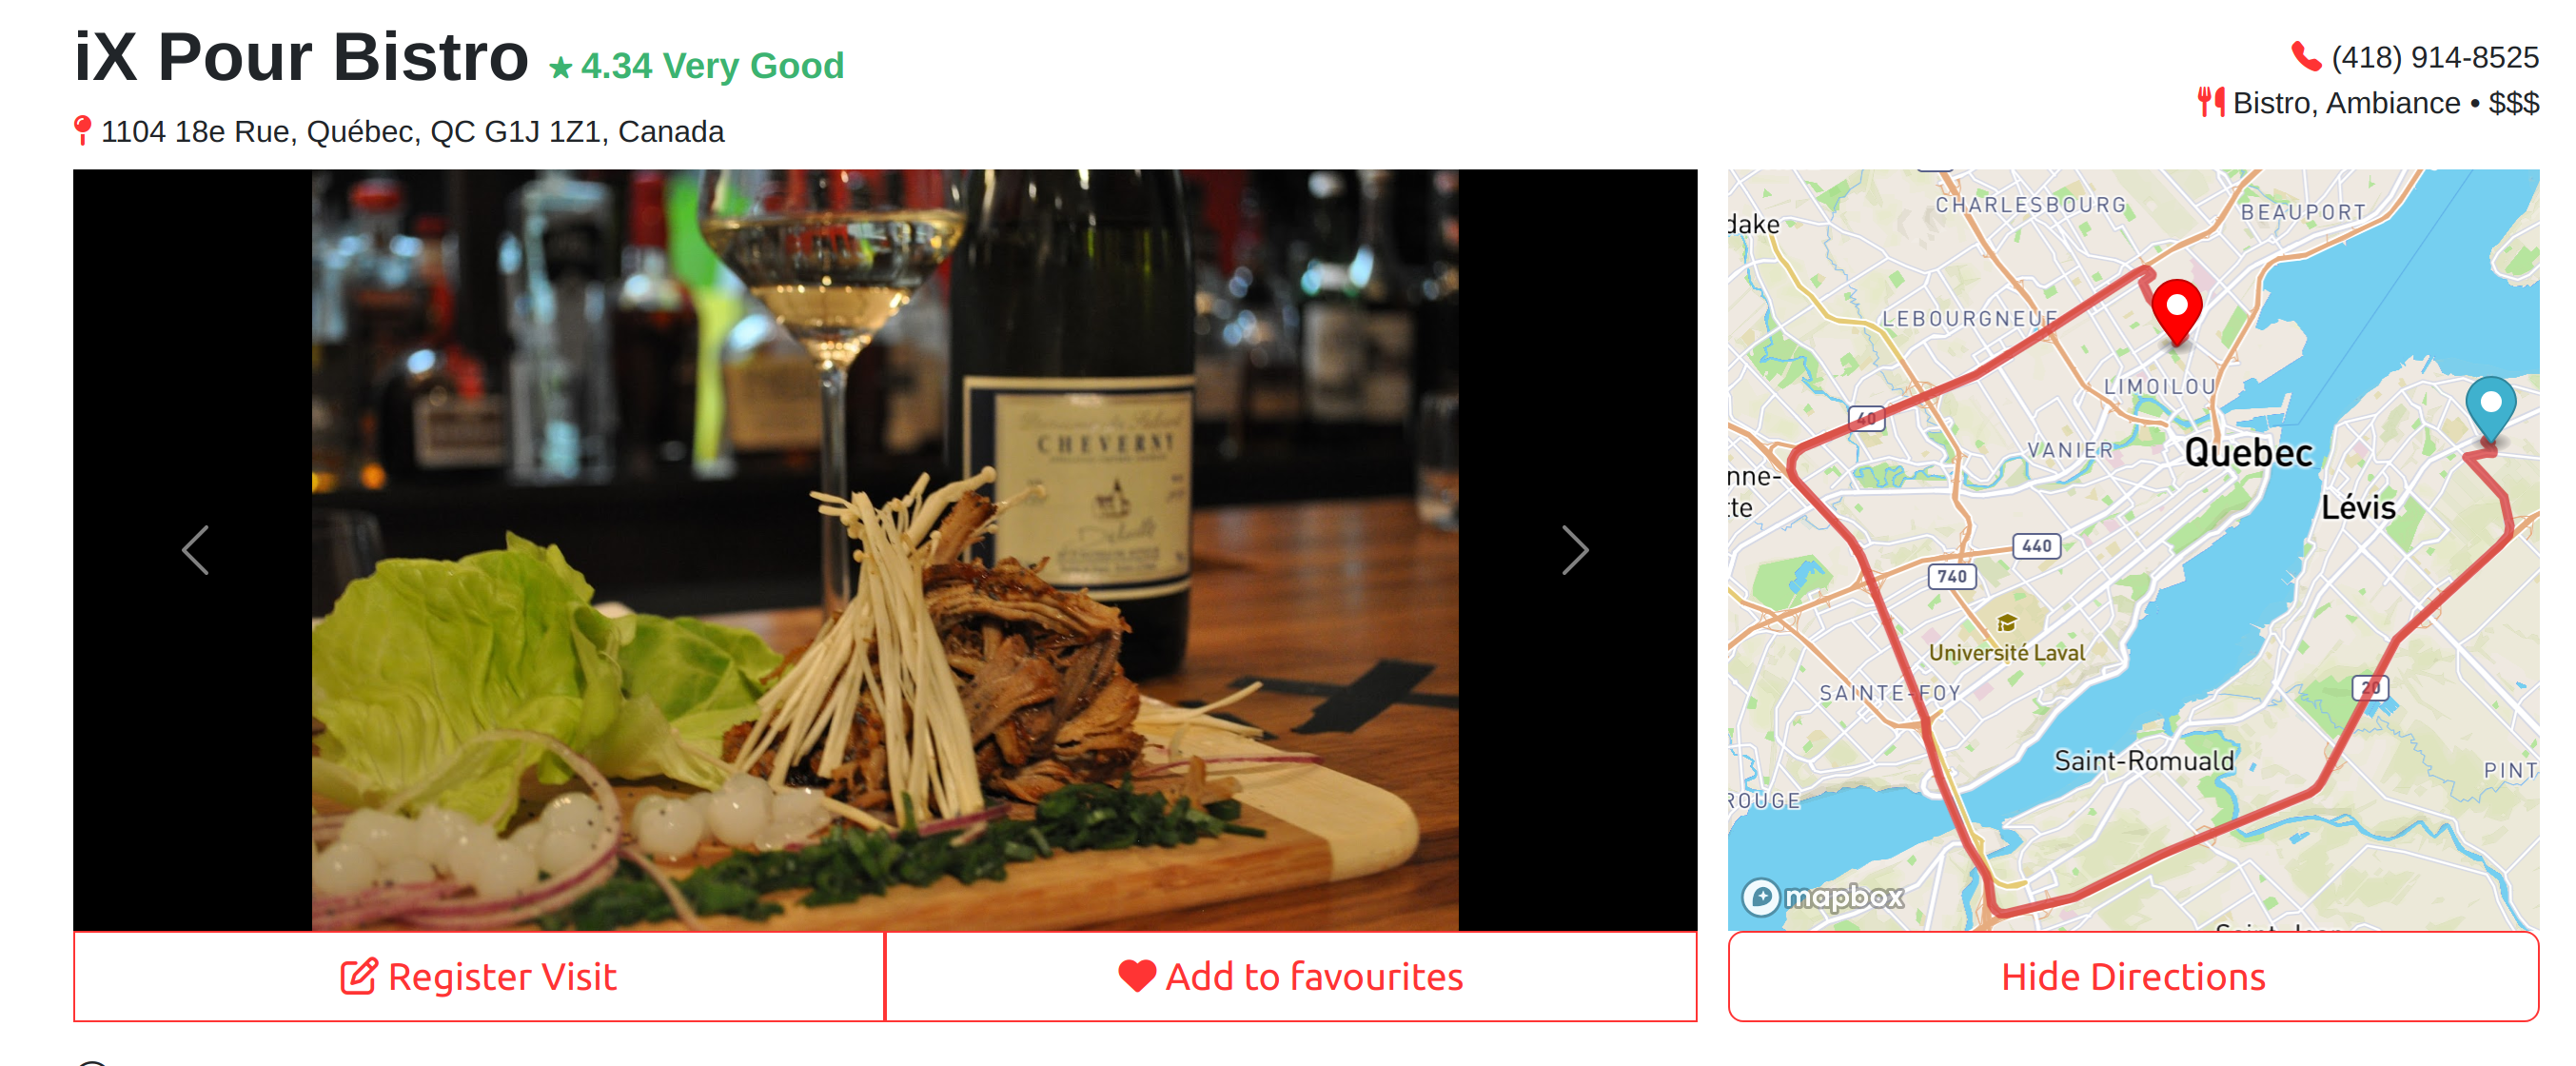 iX Pour Bistro ★ 4.34 Very Good
1104 18e Rue, Québec, QC G1J 1Z1, Canada
(418) 914-8525
Bistro, Ambiance • $$$
CHEVERNY
CHARLESBOURG
BEAUPORT
dake
LEBOURGNEUF
LIMOILOU
40
VANIER
Quebec
nne-
te
Lévis
440
740
Université Laval
SAINTE-FOY
20
Saint-Romuald
PINT
ROUGE
mapbox
Register Visit
Add to favourites
Hide Directions